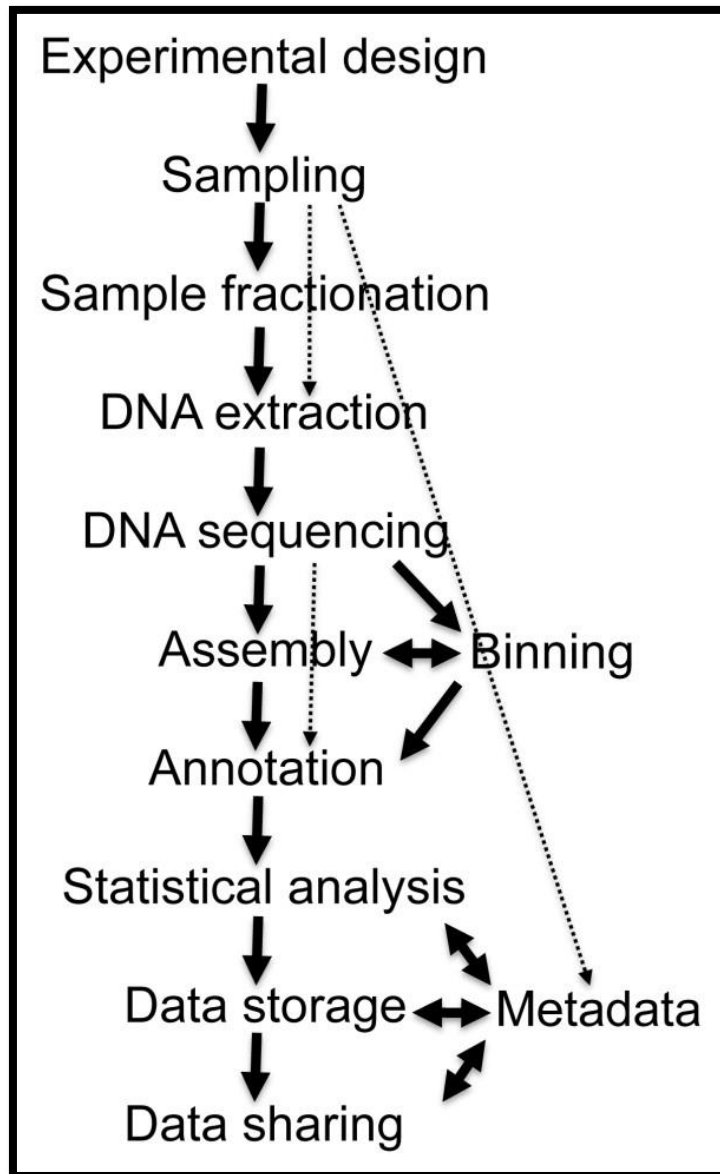 Experimental design
Sampling
Sample fractionation
DNA extraction
DNA sequencing
Assembly
Binning
Annotation
Statistical analysis
Data storage
Metadata
Data sharing